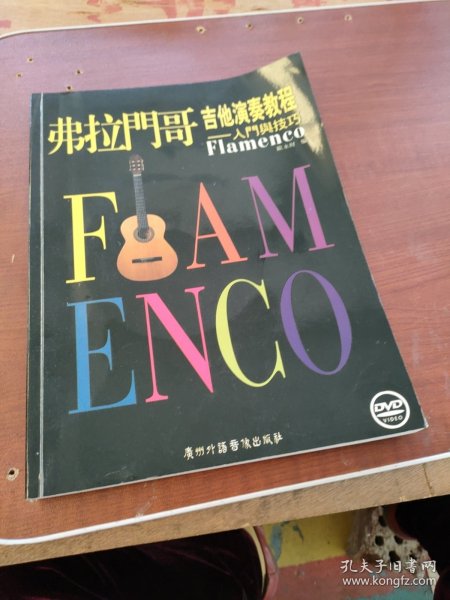 弗拉門哥
吉他演奏教程
——入門與技巧
Flamenco
F AM
ENCO
DVD
VIDEO
廣州外語音像出版社
孔夫子旧书网
www.kongfz.com